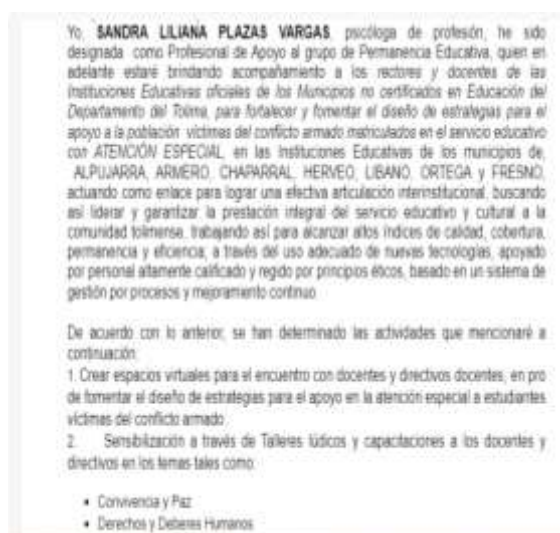 Yo, SANDRA LILIANA PLAZAS VARGAS psicóloga de profesión, he sido
designada como Profesional de Apoyo al grupo de Permanencia Educativa, quien en
adelante estaré brindando acompañamiento a los rectores y docentes de las
Instituciones Educativas oficiales de los Municipios no certificados en Educación del
Departamento del Tolima, para fortalecer y fomentar el diseño de estrategias para el
apoyo a la población víctimas del conflicto armado matriculados en el servicio educativo
con ATENCIÓN ESPECIAL, en las Instituciones Educativas de los municipios de,
ALPUJARRA, ARMERO, CHAPARRAL, HERVEO, LIBANO, ORTEGA y FRESNO,
actuando como enlace para lograr una efectiva articulación interinstitucional, buscando
así liderar y garantizar la prestación integral del servicio educativo y cultural a la
comunidad tolimense, trabajando así para alcanzar altos índices de calidad, cobertura,
permanencia y eficiencia; a través del uso adecuado de nuevas tecnologías, apoyado
por personal altamente calificado y regido por principios éticos, basado en un sistema de
gestión por procesos y mejoramiento continuo.
De acuerdo con lo anterior, se han determinado las actividades que mencionaré a
continuación:
1. Crear espacios virtuales para el encuentro con docentes y directivos docentes, en pro
de fomentar el diseño de estrategias para el apoyo en la atención especial a estudiantes
víctimas del conflicto armado.
2. Sensibilización a través de Talleres lúdicos y capacitaciones a los docentes y
directivos en los temas tales como:
• Convivencia y Paz
• Derechos y Deberes Humanos